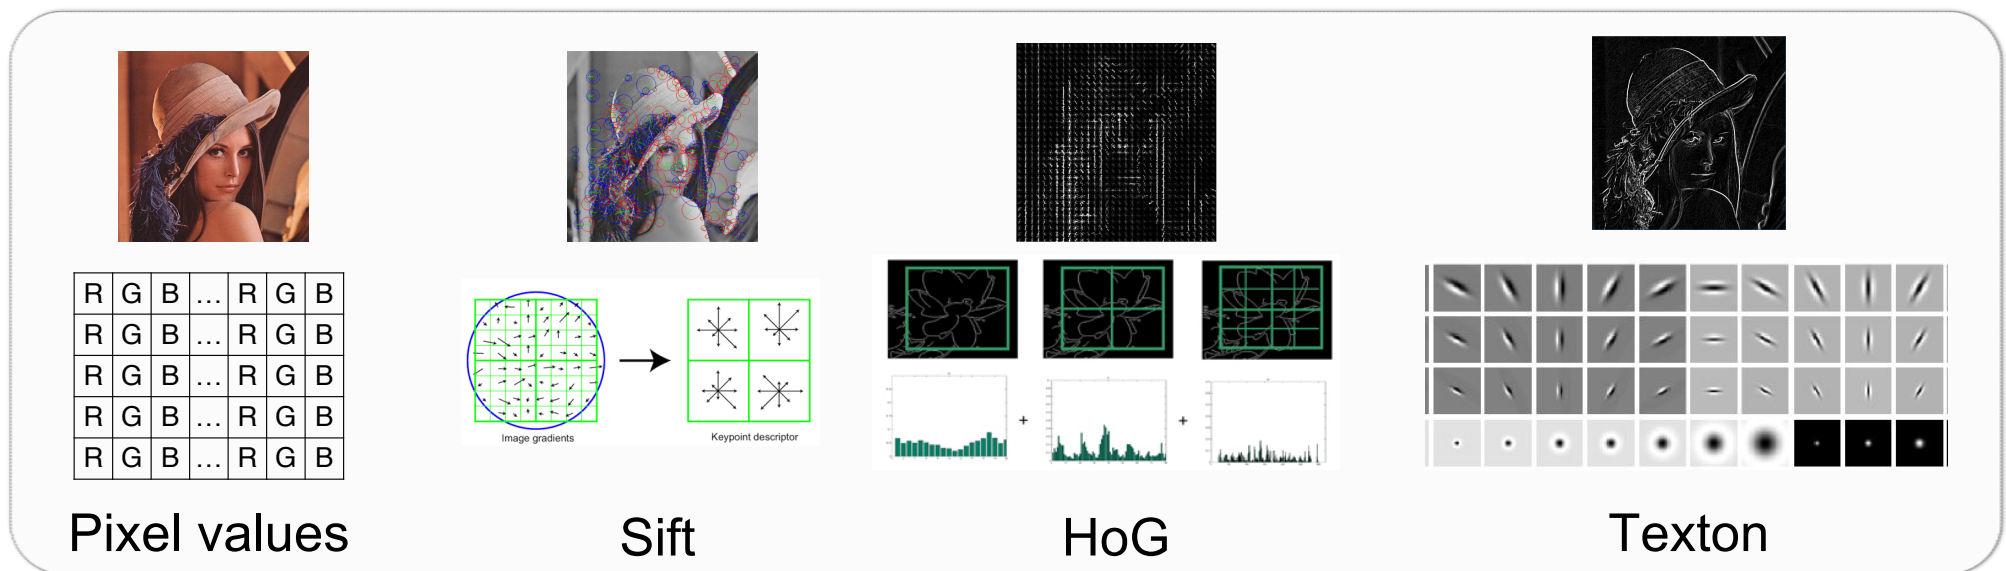 R G B ... R G B
R G B ... R G B
R G B ... R G B
R G B ... R G B
R G B ... R G B
Image gradients
Keypoint descriptor
+
+
Pixel values
Sift
HoG
Texton